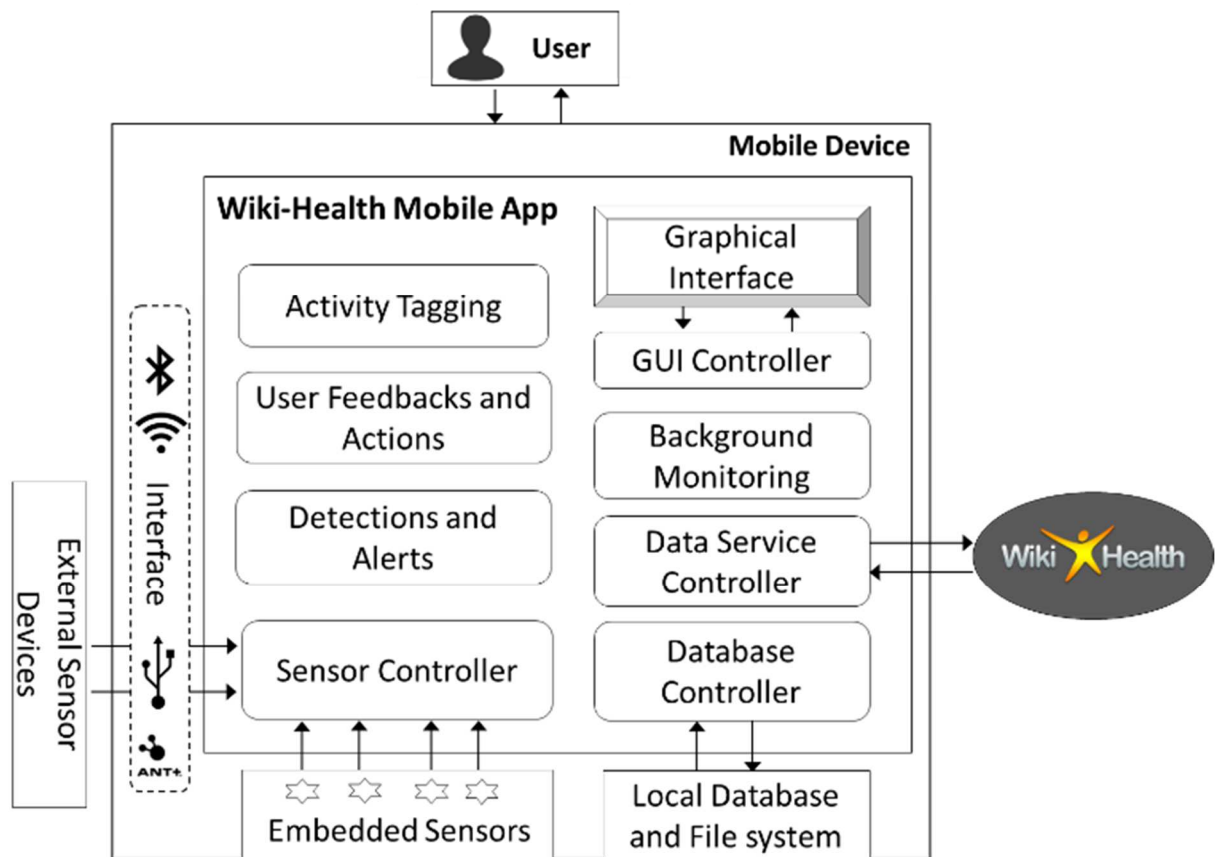 User
Mobile Device
Wiki-Health Mobile App
Activity Tagging
User Feedbacks and
Actions
Detections and
Alerts
Sensor Controller
Graphical
Interface
GUI Controller
Background
Monitoring
Data Service
Controller
Database
Controller
Interface
ANT+
External Sensor
Devices
Embedded Sensors
Local Database
and File system
Wiki Health